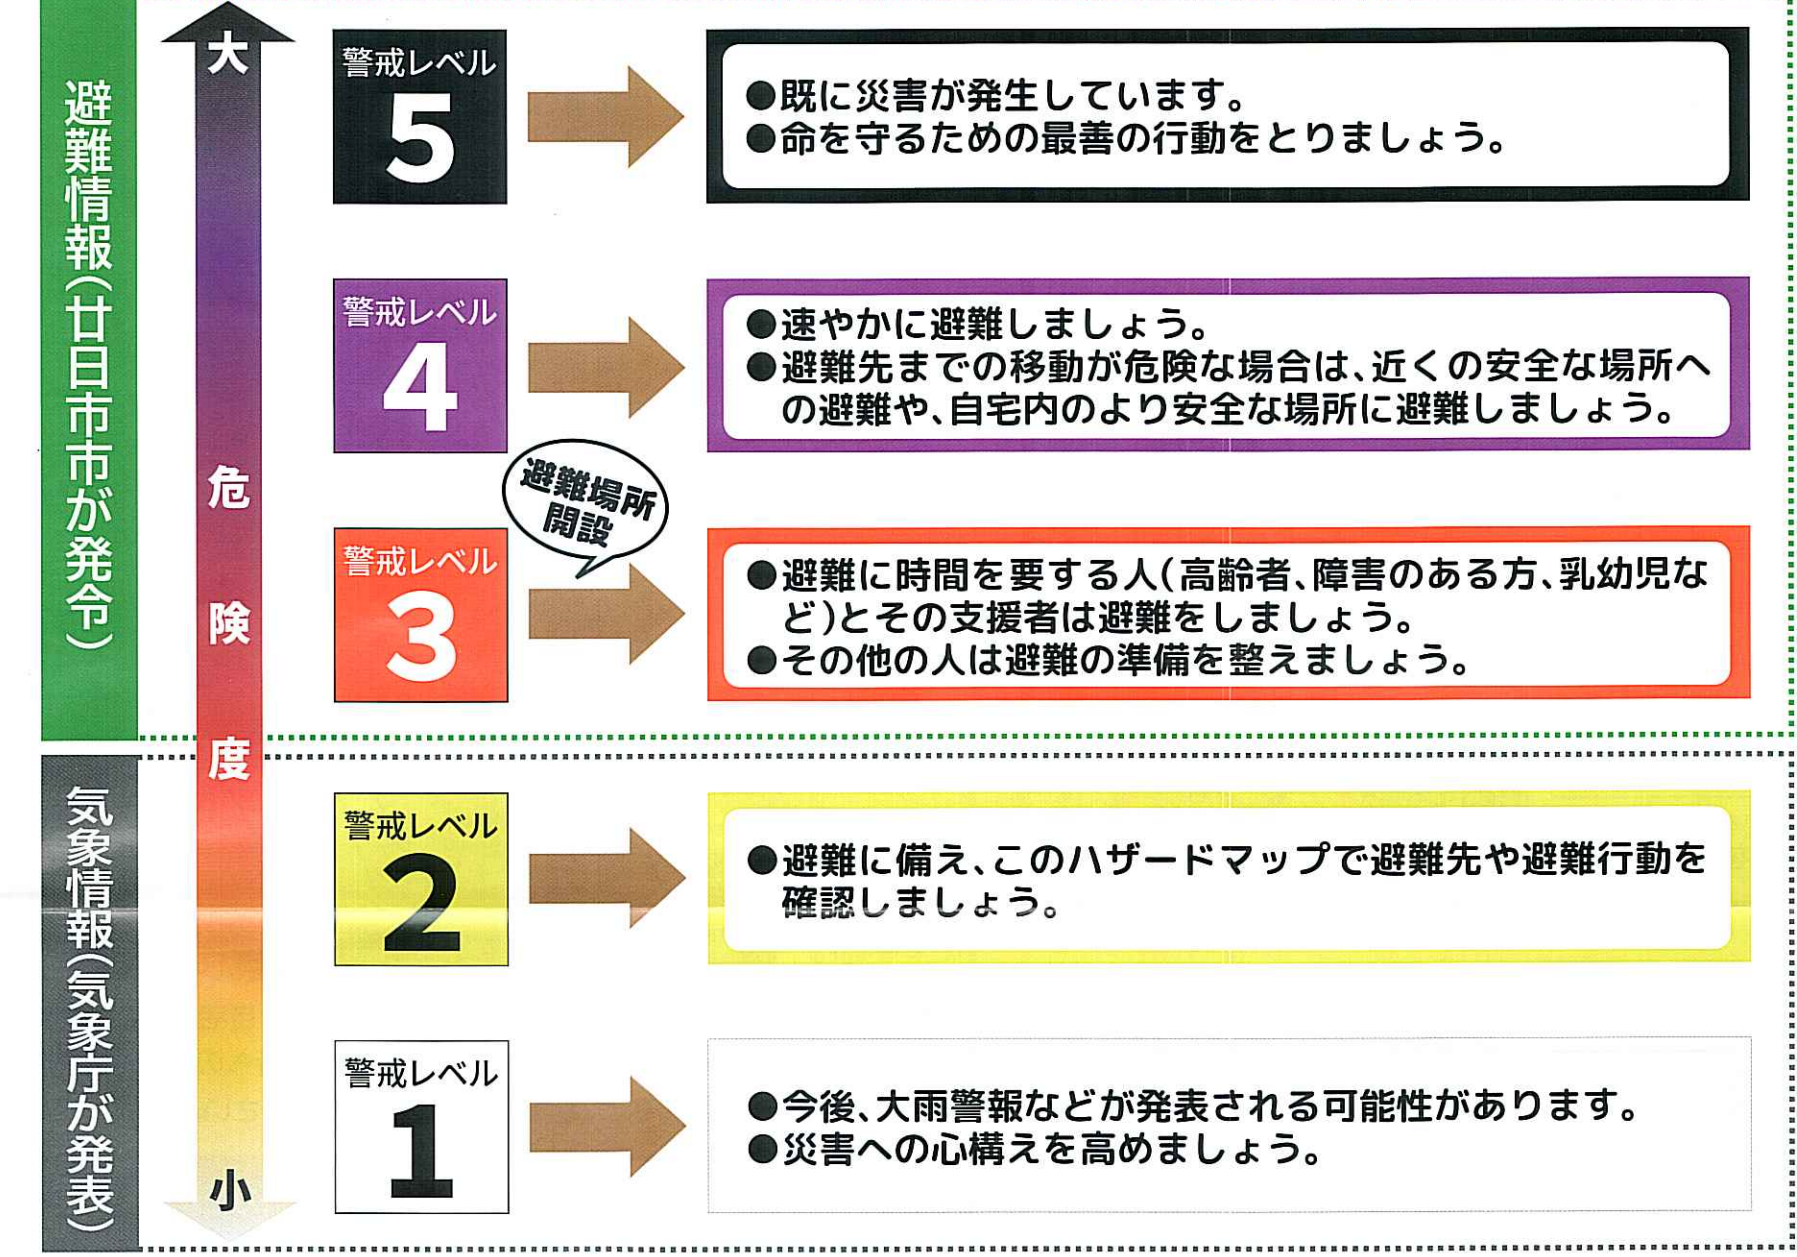 避難情報(廿日市市が発令)
大
危
険
度
小
警戒レベル
5
●既に災害が発生しています。
●命を守るための最善の行動をとりましょう。
警戒レベル
4
●速やかに避難しましょう。
●避難先までの移動が危険な場合は、近くの安全な場所へ
の避難や、自宅内のより安全な場所に避難しましょう。
避難場所
開設
警戒レベル
3
●避難に時間を要する人(高齢者、障害のある方、乳幼児な
ど)とその支援者は避難をしましょう。
●その他の人は避難の準備を整えましょう。
気象情報(気象庁が発表)
警戒レベル
2
●避難に備え、このハザードマップで避難先や避難行動を
確認しましょう。
警戒レベル
1
●今後、大雨警報などが発表される可能性があります。
●災害への心構えを高めましょう。